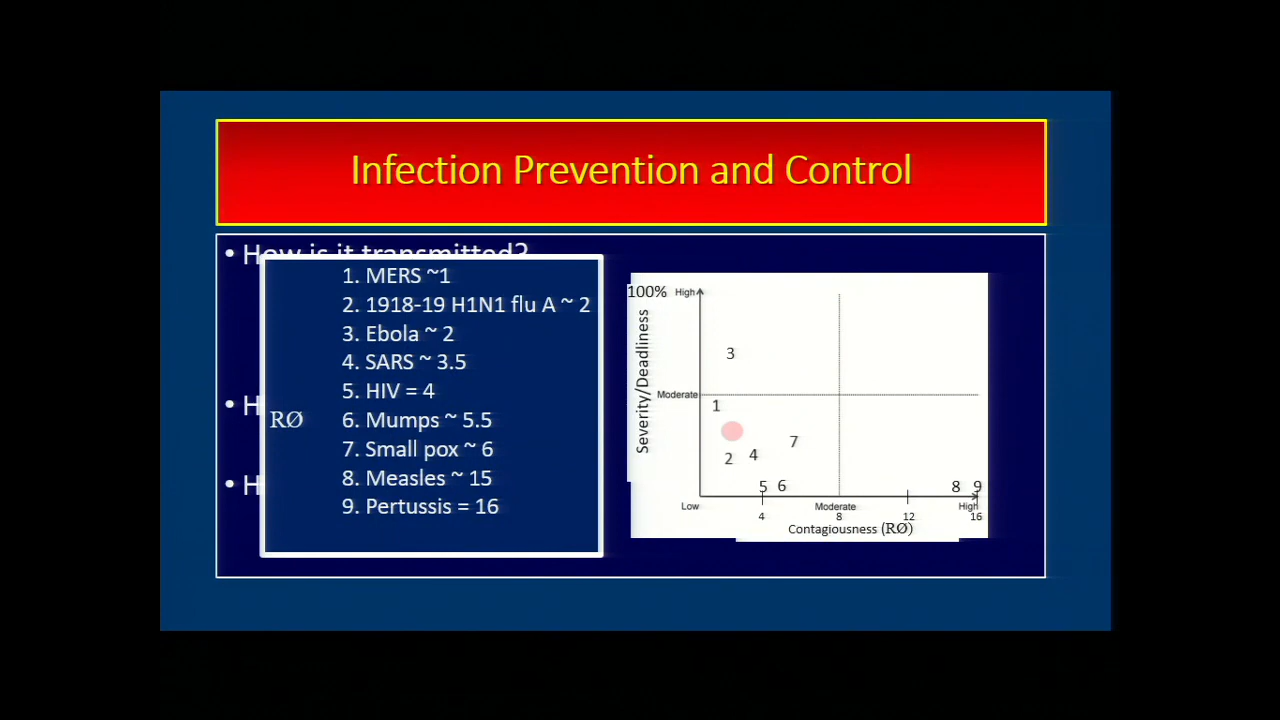 Infection Prevention and Control
• How is it transmitted?
• H
• H
RØ
1. MERS ~1
2. 1918-19 H1N1 flu A ~ 2
3. Ebola ~ 2
4. SARS ~ 3.5
5. HIV = 4
6. Mumps ~ 5.5
7. Small pox ~ 6
8. Measles ~ 15
9. Pertussis = 16
100% High
Severity/Deadliness
3
Moderate
1
7
2 4
5 6 8 9
Low Moderate High
4 8 12 16
Contagiousness (RØ)